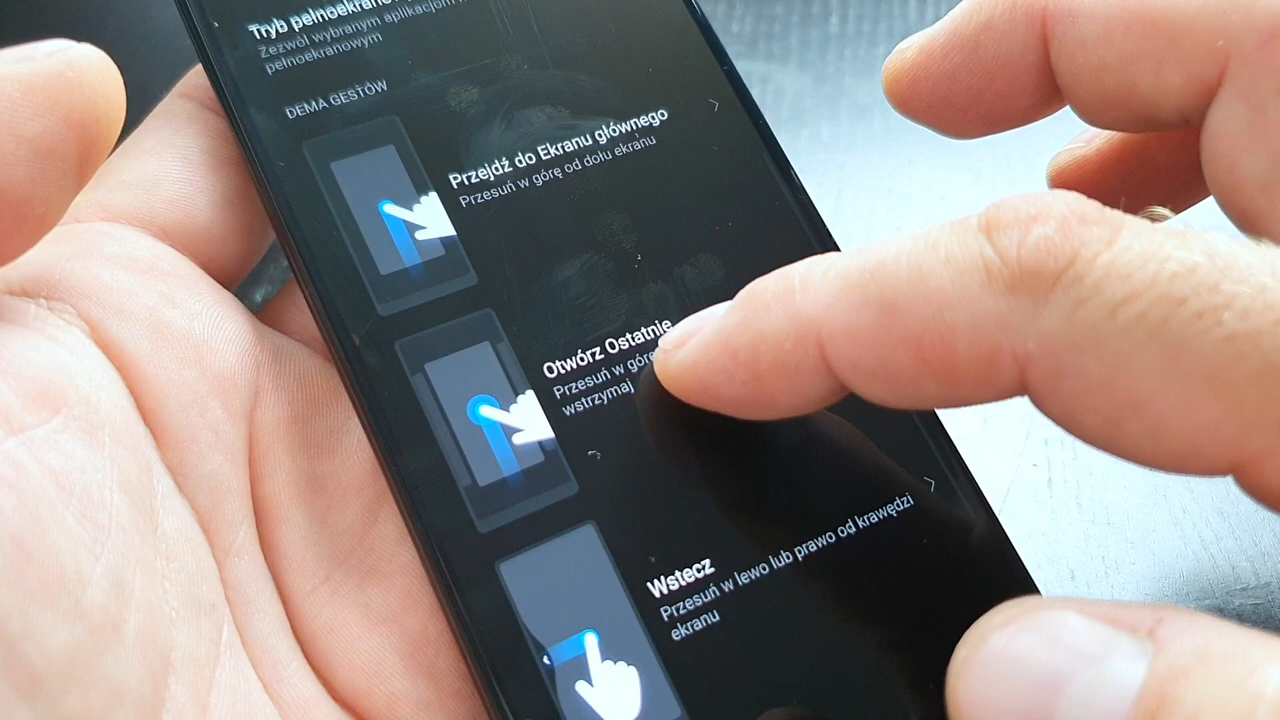 Tryb
Zezwól wybranym aplikacjom
pełnoekranowym
DEMA GESTÓW
Przejdź do Ekranu głównego
Przesuń w górę od dołu ekranu
Otwórz Ostatnie
Przesuń w górę
wstrzymaj
Wstecz
Przesuń w lewo lub prawo od krawędzi
ekranu